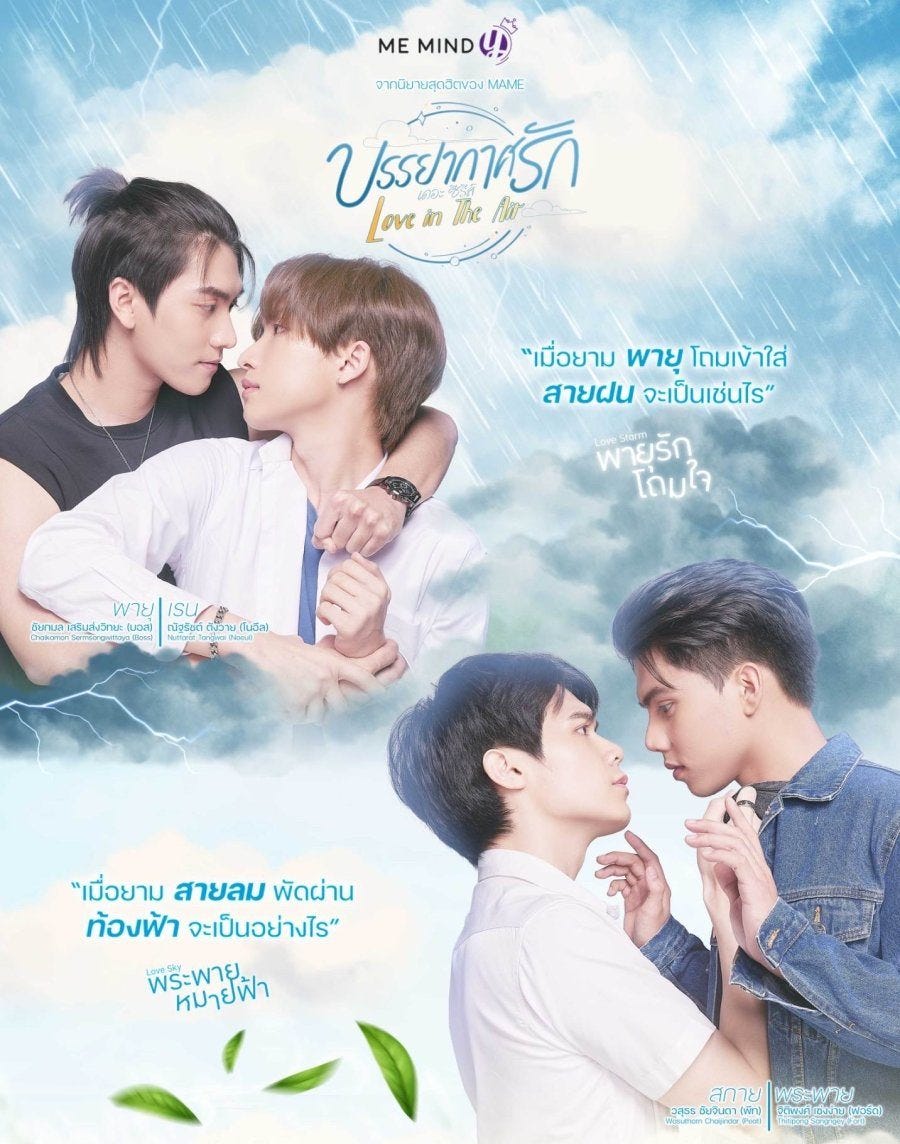 ME MIND Y
จากนิยายสุดฮิตของ MAME
บรรยากาศรัก
เดอะ ซีรีส์
Love in The Air
“เมื่อยาม พายุ โถมเข้าใส่
สายฝน จะเป็นเช่นไร”
Love Storm
พายุรัก
โถมใจ
พายุ | เรน
ชัยกมล เสริมส่งวิทยะ (บอส) | ณัฐรัชต์ ตังวาย (โนอึล)
Chaikamon Sermsongwittaya (Boss) | Nuttarat Tangwai (Noeul)
“เมื่อยาม สายลม พัดผ่าน
ท้องฟ้า จะเป็นอย่างไร”
Love Sky
พระพาย
หมายฟ้า
สกาย | พระพาย
วสุธร ชัยจินดา (พีท) | ฐิติพงศ์ เซ่งง่าย (ฟอร์ด)
Wasuthorn Chaijindar (Peat) | Thitipong Sangngey (Fort)